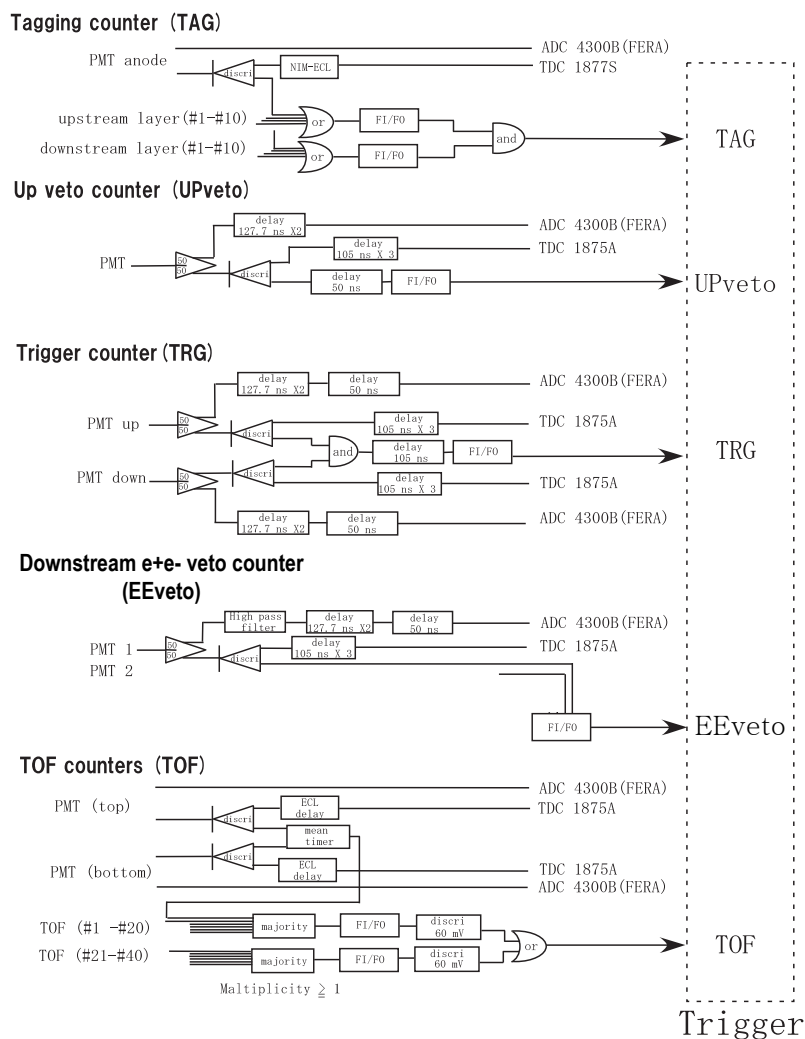 Tagging counter (TAG)
ADC 4300B(FERA)
PMT anode
discri
NIM-ECL
TDC 1877S
upstream layer(#1-#10)
or
FI/FO
and
TAG
downstream layer(#1-#10)
or
FI/FO
Up veto counter (UPveto)
delay
127.7 ns X2
ADC 4300B(FERA)
delay
105 ns X 3
TDC 1875A
PMT
50
50
discri
delay
50 ns
FI/FO
UPveto
Trigger counter(TRG)
delay
127.7 ns X2
delay
50 ns
ADC 4300B(FERA)
PMT up
50
50
discri
delay
105 ns X 3
TDC 1875A
and
delay
105 ns
FI/FO
TRG
PMT down
50
50
discri
delay
105 ns X 3
TDC 1875A
delay
127.7 ns X2
delay
50 ns
ADC 4300B(FERA)
Downstream e+e- veto counter
(EEveto)
High pass
filter
delay
127.7 ns X2
delay
50 ns
ADC 4300B(FERA)
PMT 1
50
50
discri
delay
105 ns X 3
TDC 1875A
PMT 2
FI/FO
EEveto
TOF counters (TOF)
ADC 4300B(FERA)
PMT (top)
discri
ECL
delay
TDC 1875A
mean
timer
discri
ECL
delay
PMT (bottom)
TDC 1875A
ADC 4300B(FERA)
TOF (#1 -#20)
majority
FI/FO
discri
60 mV
or
TOF
TOF (#21-#40)
majority
FI/FO
discri
60 mV
Maltiplicity ≧ 1
Trigger